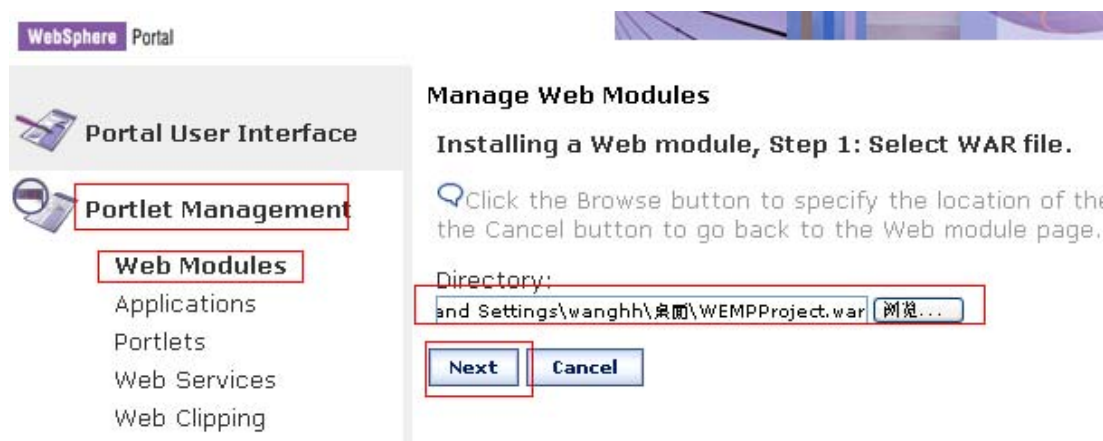 WebSphere Portal
Portal User Interface
Portlet Management
Web Modules
Applications
Portlets
Web Services
Web Clipping
Manage Web Modules
Installing a Web module, Step 1: Select WAR file.
Click the Browse button to specify the location of the
the Cancel button to go back to the Web module page.
Directory:
and Settings\wanghh\桌面\WEMPProject.war 浏览...
Next Cancel